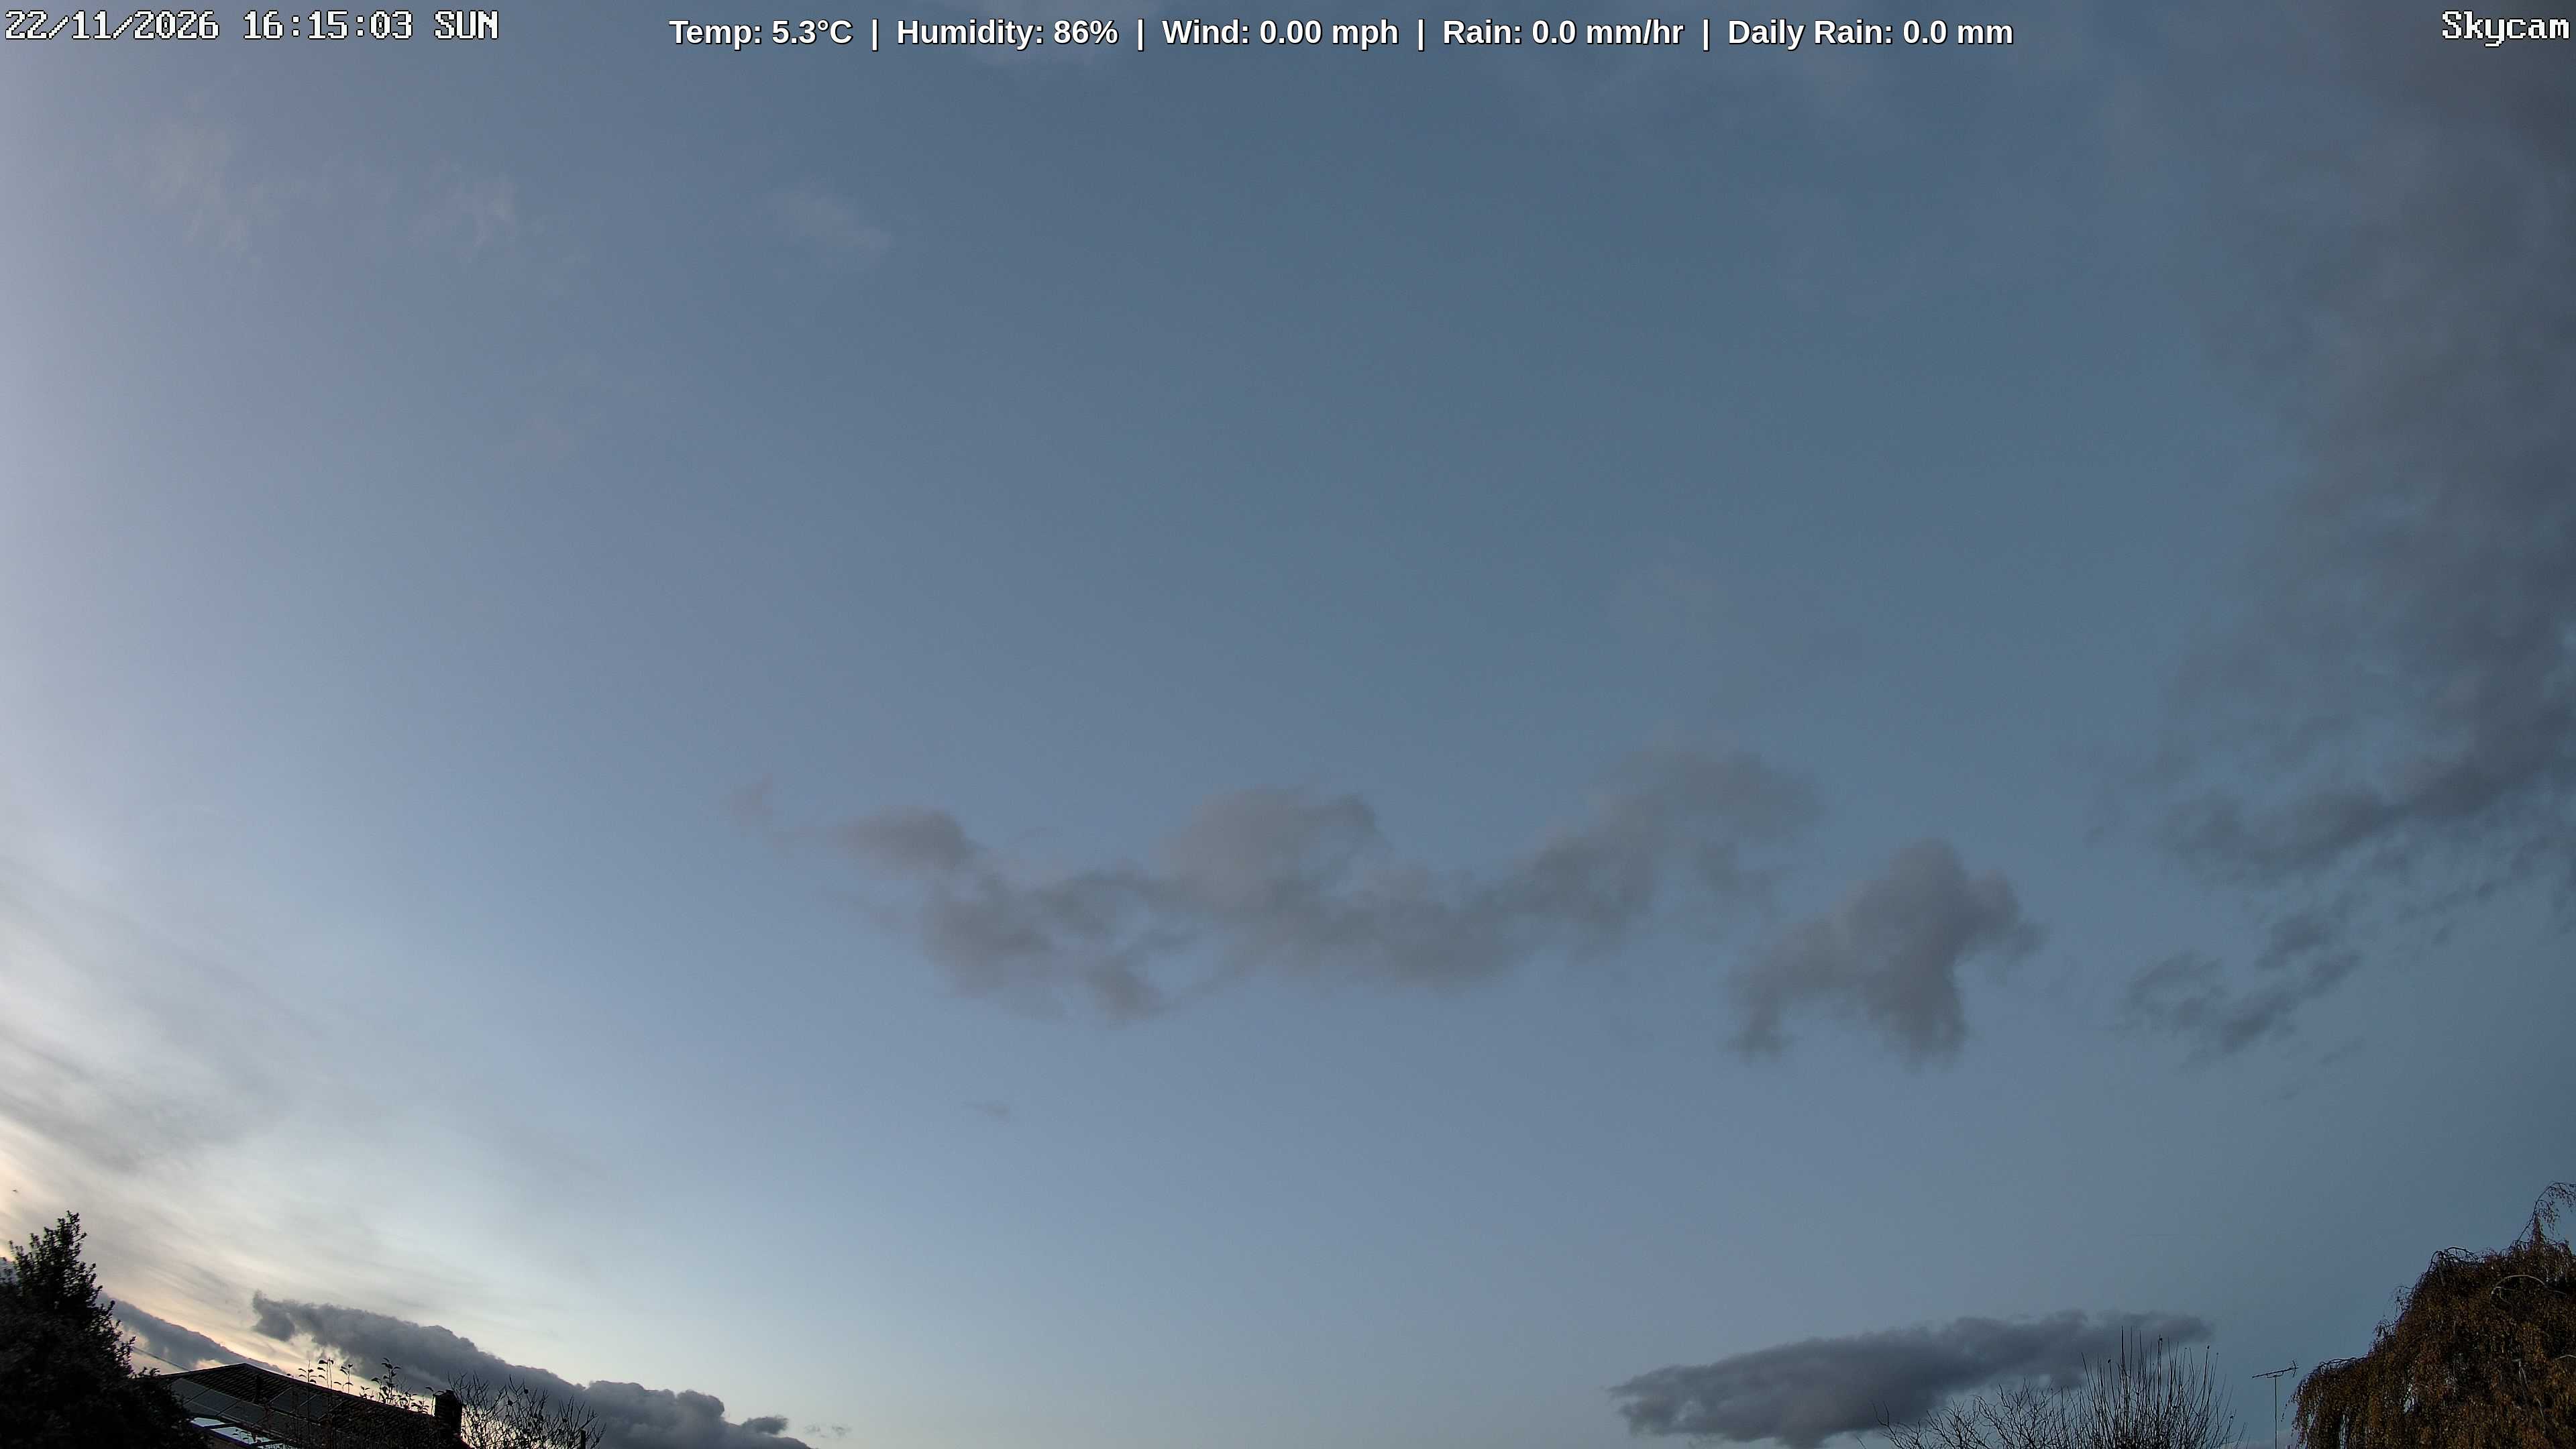 22/11/2026 16:15:03 SUN
Temp: 5.3°C | Humidity: 86% | Wind: 0.00 mph | Rain: 0.0 mm/hr | Daily Rain: 0.0 mm
Skycam